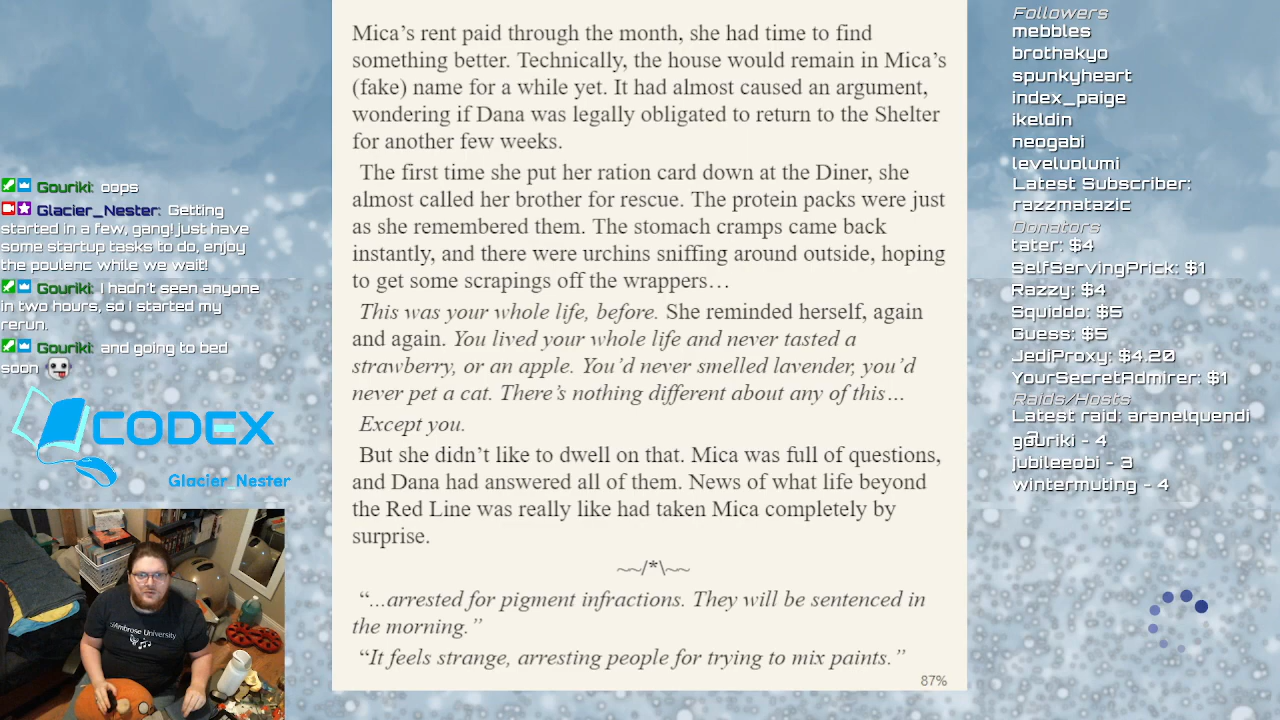 Mica’s rent paid through the month, she had time to find
something better. Technically, the house would remain in Mica’s
(fake) name for a while yet. It had almost caused an argument,
wondering if Dana was legally obligated to return to the Shelter
for another few weeks.
The first time she put her ration card down at the Diner, she
almost called her brother for rescue. The protein packs were just
as she remembered them. The stomach cramps came back
instantly, and there were urchins sniffing around outside, hoping
to get some scrapings off the wrappers…
This was your whole life, before. She reminded herself, again
and again. You lived your whole life and never tasted a
strawberry, or an apple. You’d never smelled lavender, you’d
never pet a cat. There’s nothing different about any of this…
Except you.
But she didn’t like to dwell on that. Mica was full of questions,
and Dana had answered all of them. News of what life beyond
the Red Line was really like had taken Mica completely by
surprise.
~~/*\~~
“...arrested for pigment infractions. They will be sentenced in
the morning.”
“It feels strange, arresting people for trying to mix paints.”
87%
Gouriki: oops
Glacier_Nester: Getting
started in a few, gang! just have
some startup tasks to do, enjoy
the poulenc while we wait!
Gouriki: I hadn't seen anyone
in two hours, so I started my
rerun.
Gouriki: and going to bed
soon
CODEX
Glacier_Nester
Ambrose University
Followers
mebbles
brothakyo
spunkyheart
index_paige
ikeldin
neogabi
leveluplumi
Latest Subscriber:
razzmatazic
Donators
tater: $4
SelfServingPrick: $1
Razzy: $4
Squiddo: $5
Guess: $5
JediProxy: $4.20
YourSecretAdmirer: $1
Raids/Hosts
Latest raid: aranelquendi
gouriki - 4
jubileeobi - 3
wintermuting - 4